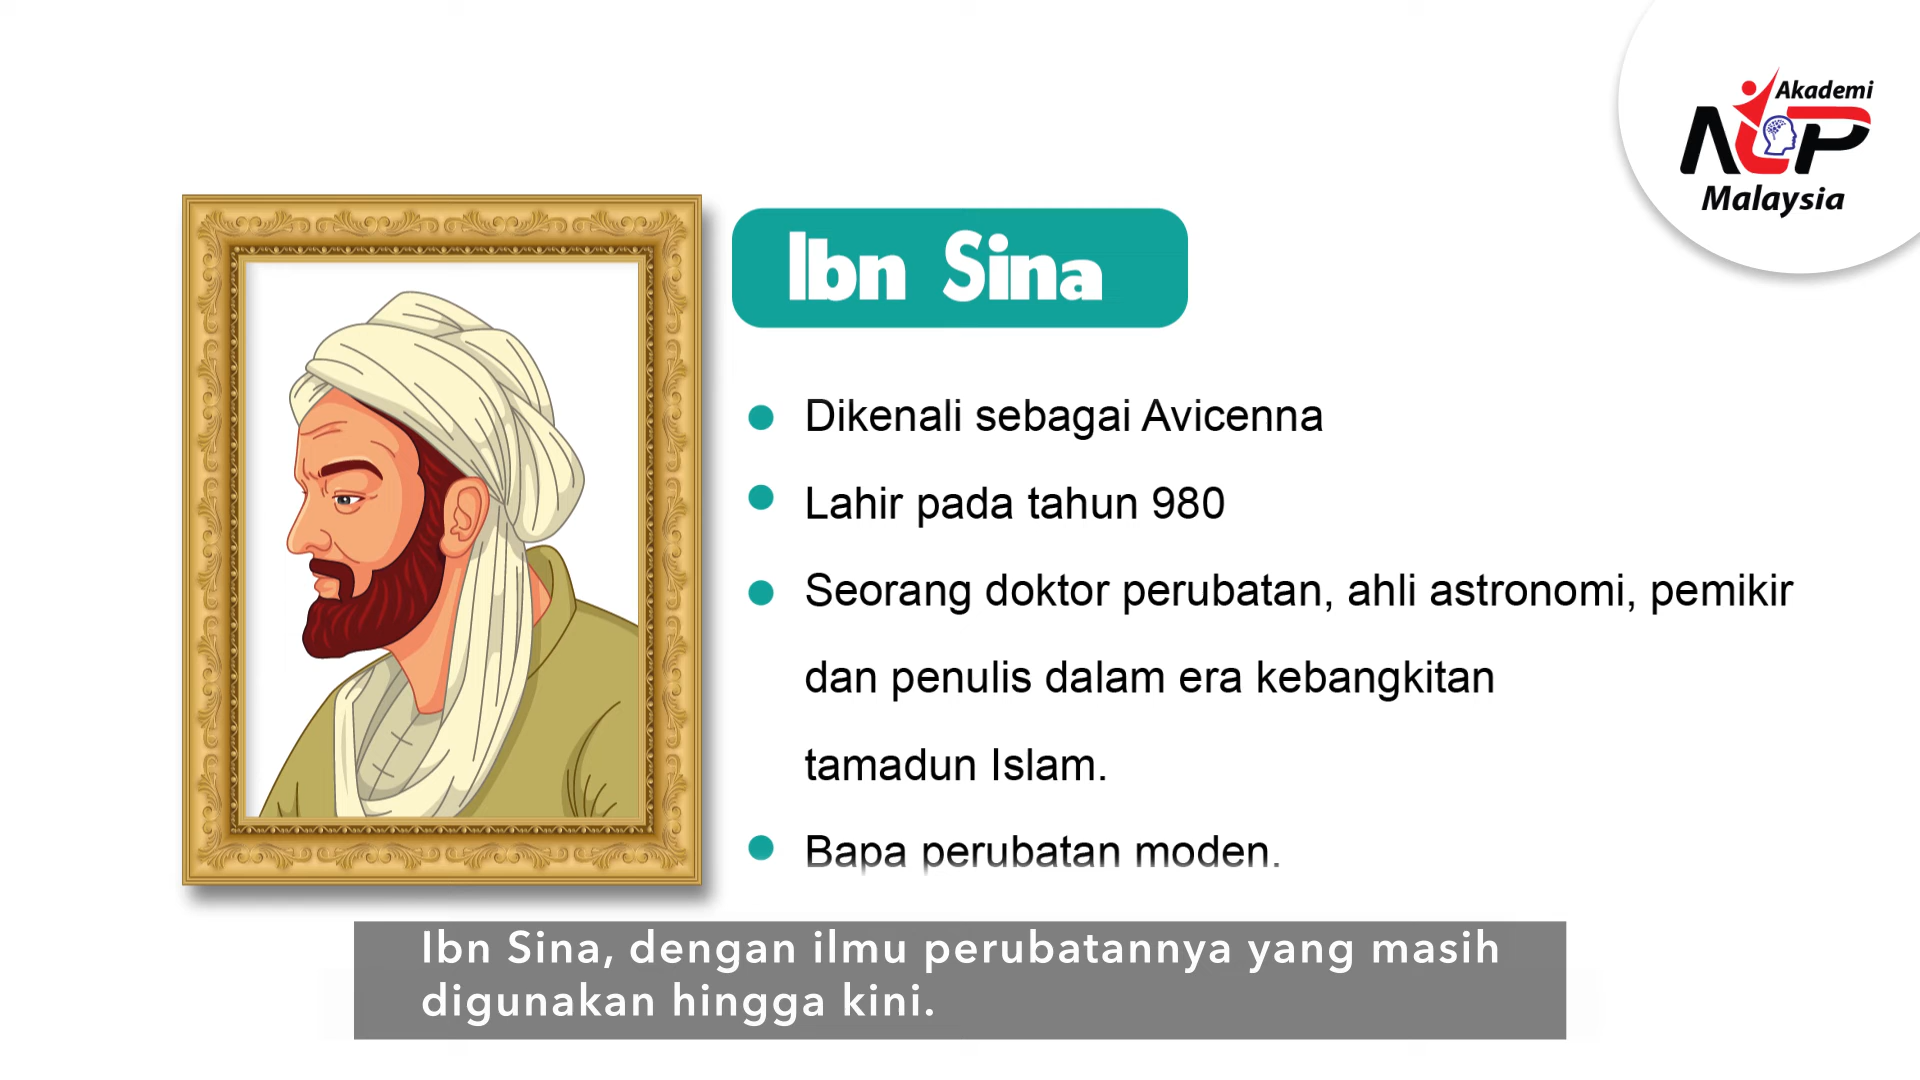 Akademi
NLP
Malaysia
Ibn Sina
Dikenali sebagai Avicenna
Lahir pada tahun 980
Seorang doktor perubatan, ahli astronomi, pemikir
dan penulis dalam era kebangkitan
tamadun Islam.
Bapa perubatan moden.
Ibn Sina, dengan ilmu perubatannya yang masih
digunakan hingga kini.